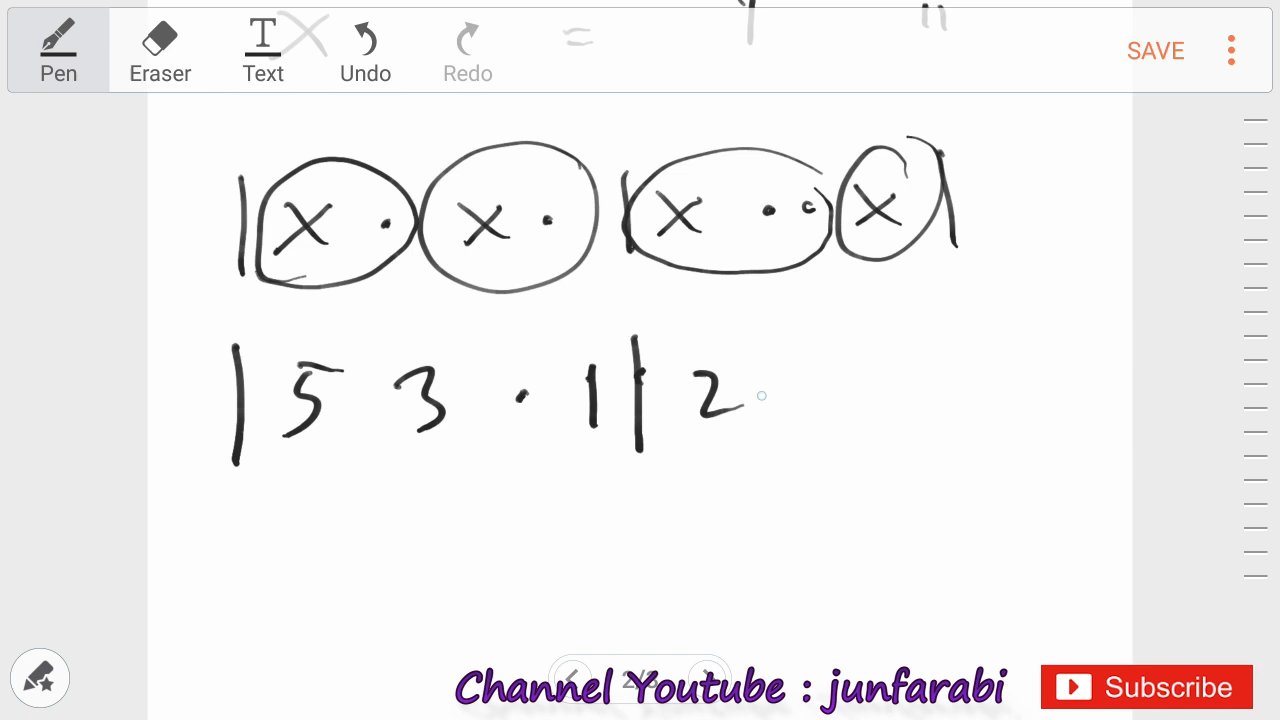 Pen Eraser Text Undo Redo SAVE
x =
| x . x . | x . . x |
| 5 3 . 1 | 2
Channel Youtube : junfarabi Subscribe